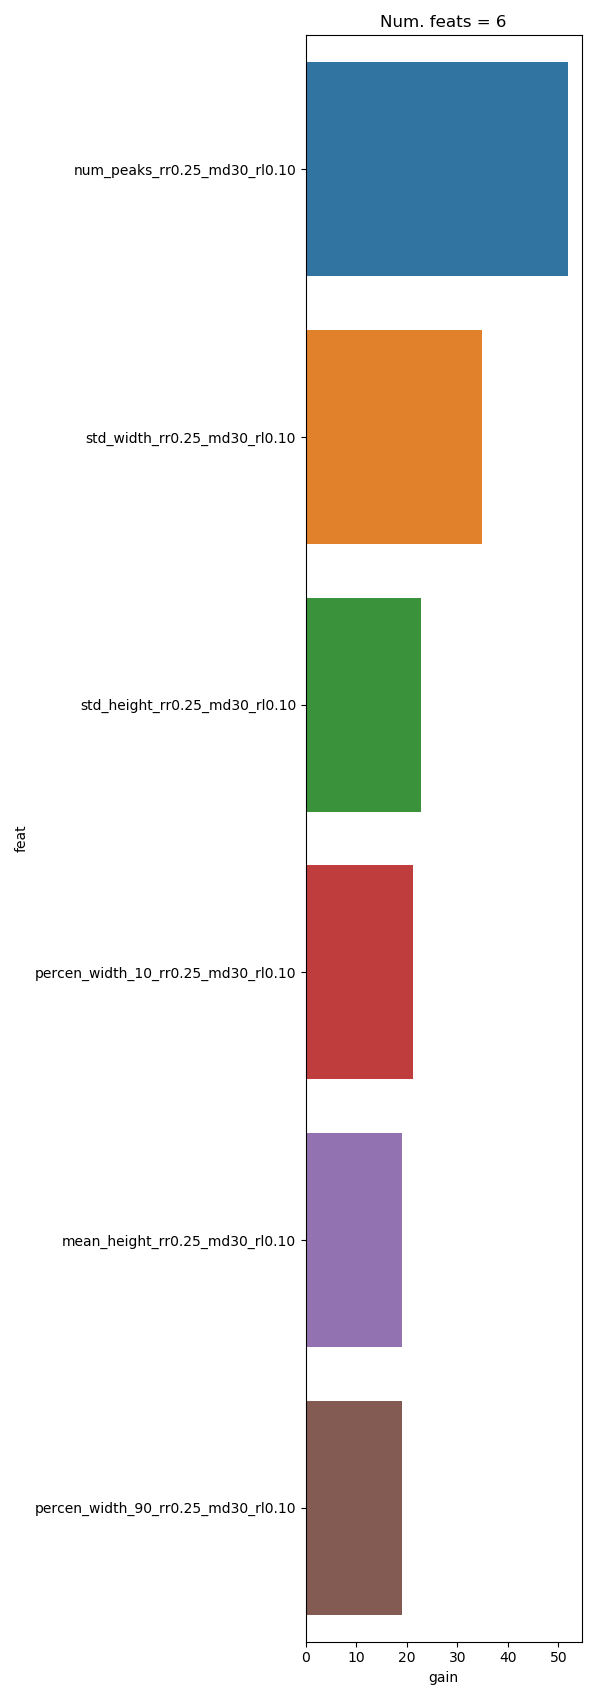 Num. feats = 6
num_peaks_rr0.25_md30_rl0.10
std_width_rr0.25_md30_rl0.10
std_height_rr0.25_md30_rl0.10
feat
percen_width_10_rr0.25_md30_rl0.10
mean_height_rr0.25_md30_rl0.10
percen_width_90_rr0.25_md30_rl0.10
0 10 20 30 40 50
gain